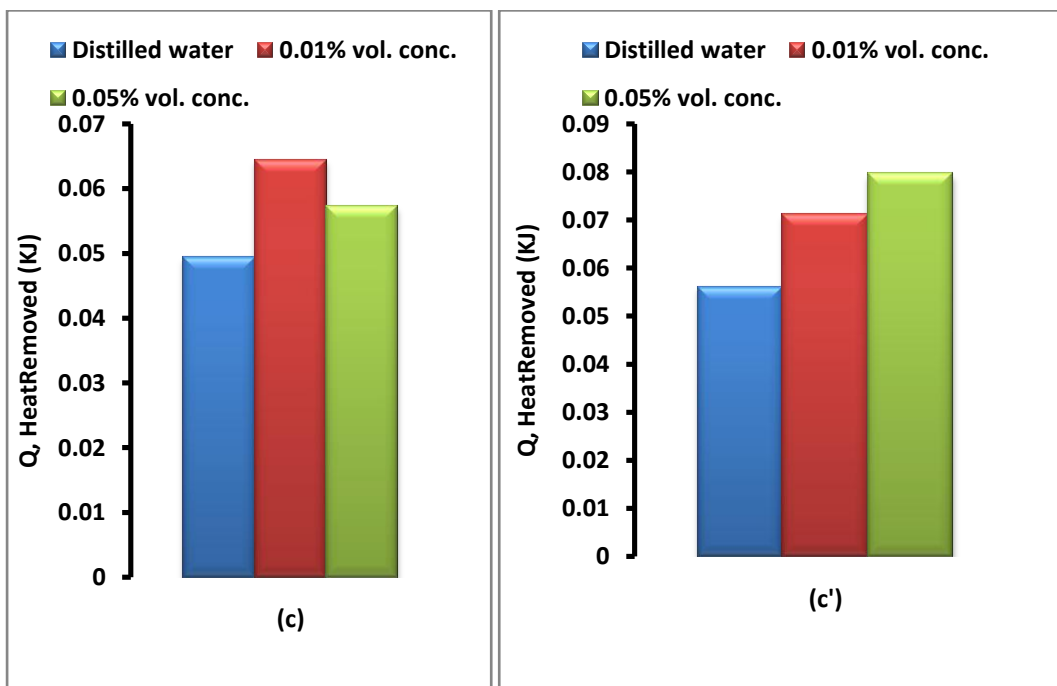 Distilled water 0.01% vol. conc.
0.05% vol. conc.
0.07
0.06
0.05
0.04
0.03
0.02
0.01
0
Q, HeatRemoved (KJ)
(c)
Distilled water 0.01% vol. conc.
0.05% vol. conc.
0.09
0.08
0.07
0.06
0.05
0.04
0.03
0.02
0.01
0
Q, HeatRemoved (KJ)
(c')